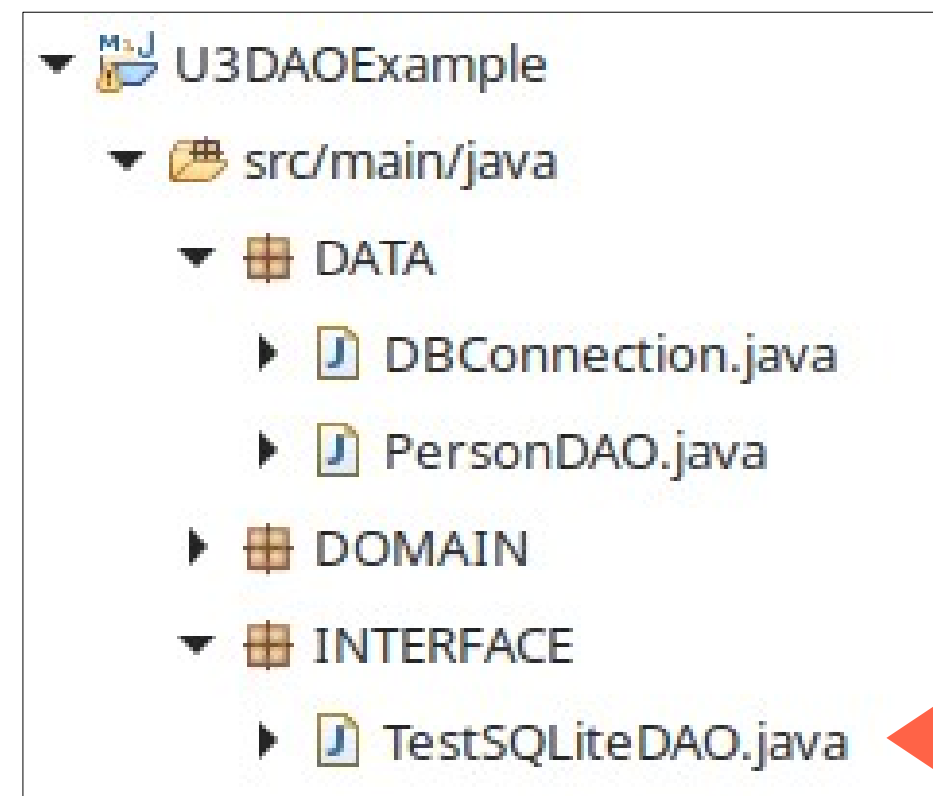 U3DAOExample
src/main/java
DATA
DBConnection.java
PersonDAO.java
DOMAIN
INTERFACE
TestSQLiteDAO.java